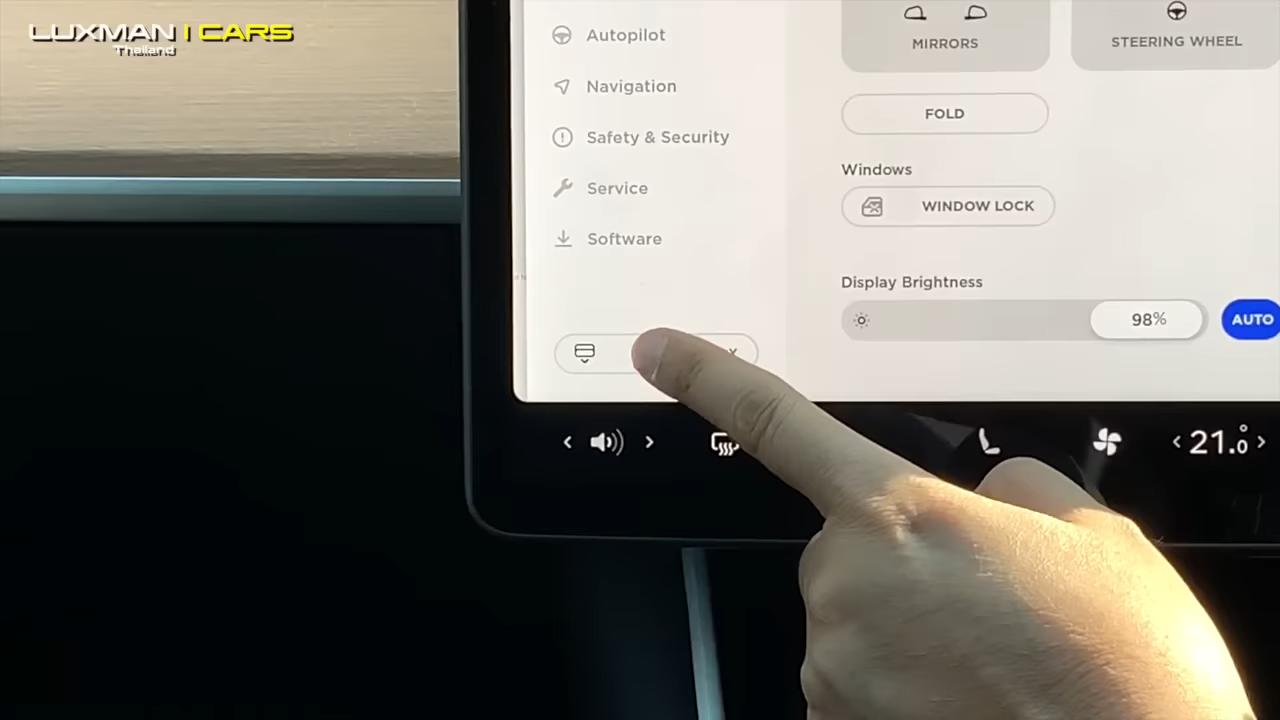 LUXMAN | CARS
Thailand
Autopilot
Navigation
Safety & Security
Service
Software
MIRRORS
STEERING WHEEL
FOLD
Windows
WINDOW LOCK
Display Brightness
98%
AUTO
21.0